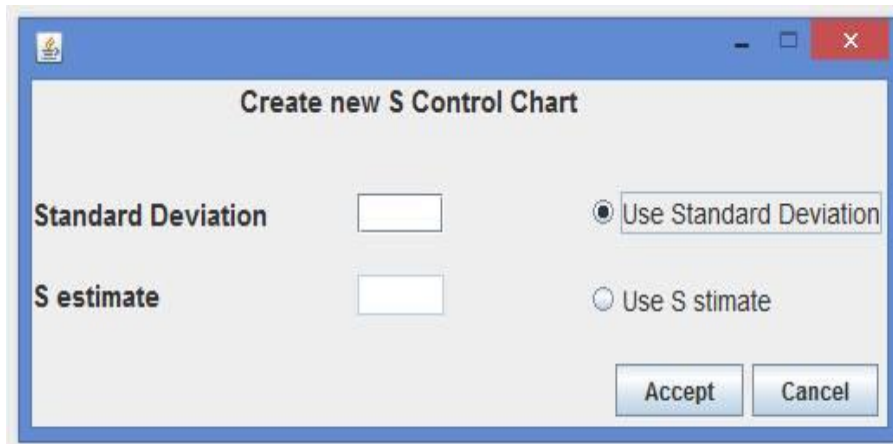 Create new S Control Chart
Standard Deviation
Use Standard Deviation
S estimate
Use S stimate
Accept
Cancel